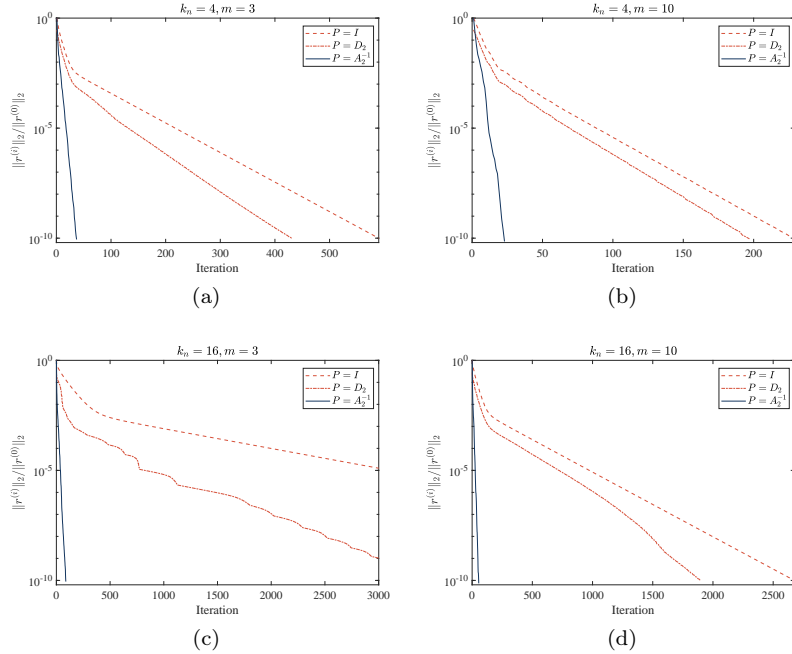 k_n = 4, m = 3
10^0
10^-5
10^-10
||r^(i)||_2/||r^(0)||_2
P = I
P = D_2
P = A_2^-1
0 100 200 300 400 500
Iteration
(a)
k_n = 4, m = 10
10^0
10^-5
10^-10
||r^(i)||_2/||r^(0)||_2
P = I
P = D_2
P = A_2^-1
0 50 100 150 200
Iteration
(b)
k_n = 16, m = 3
10^0
10^-5
10^-10
||r^(i)||_2/||r^(0)||_2
P = I
P = D_2
P = A_2^-1
0 500 1000 1500 2000 2500 3000
Iteration
(c)
k_n = 16, m = 10
10^0
10^-5
10^-10
||r^(i)||_2/||r^(0)||_2
P = I
P = D_2
P = A_2^-1
0 500 1000 1500 2000 2500
Iteration
(d)